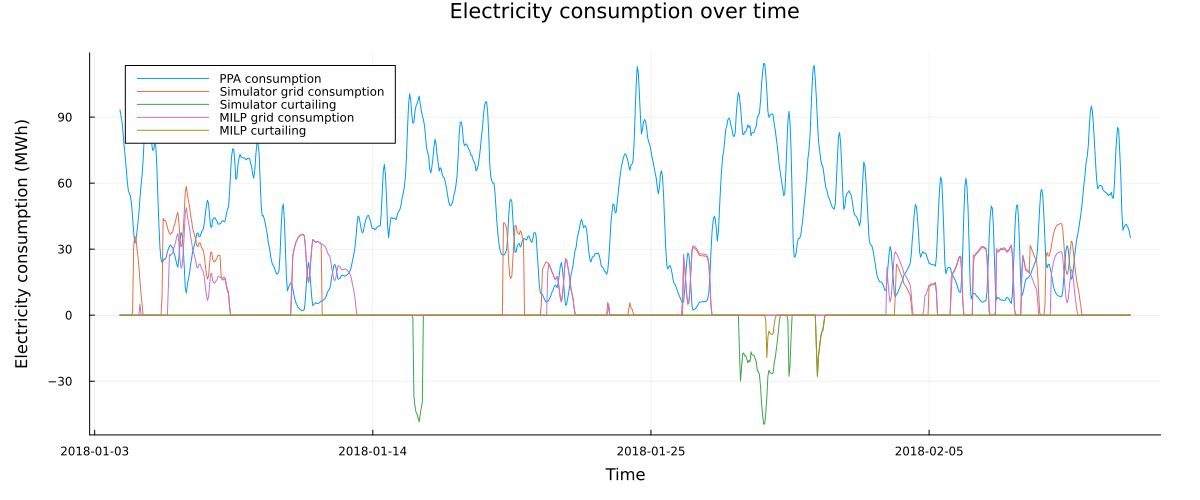 Electricity consumption over time
Electricity consumption (MWh)
90
60
30
0
−30
PPA consumption
Simulator grid consumption
Simulator curtailing
MILP grid consumption
MILP curtailing
2018-01-03
2018-01-14
2018-01-25
2018-02-05
Time